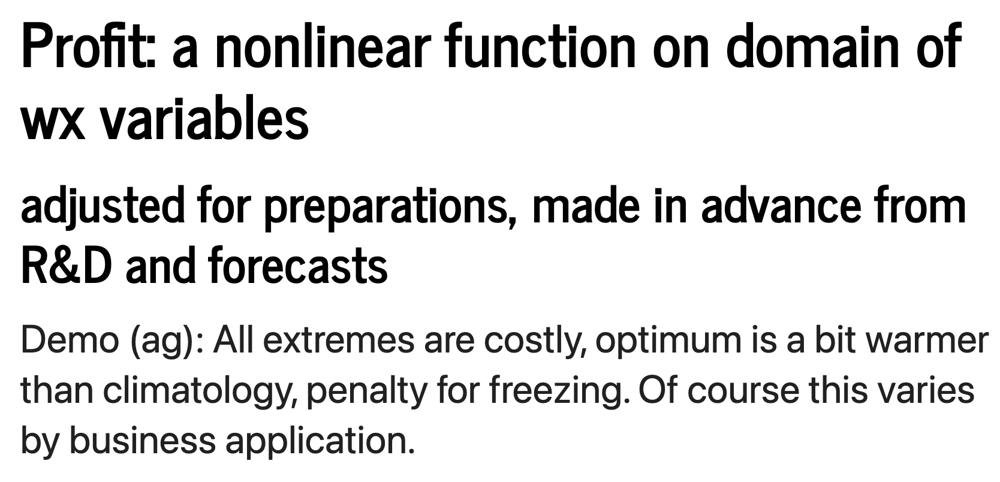 Profit: a nonlinear function on domain of
wx variables
adjusted for preparations, made in advance from
R&D and forecasts
Demo (ag): All extremes are costly, optimum is a bit warmer
than climatology, penalty for freezing. Of course this varies
by business application.